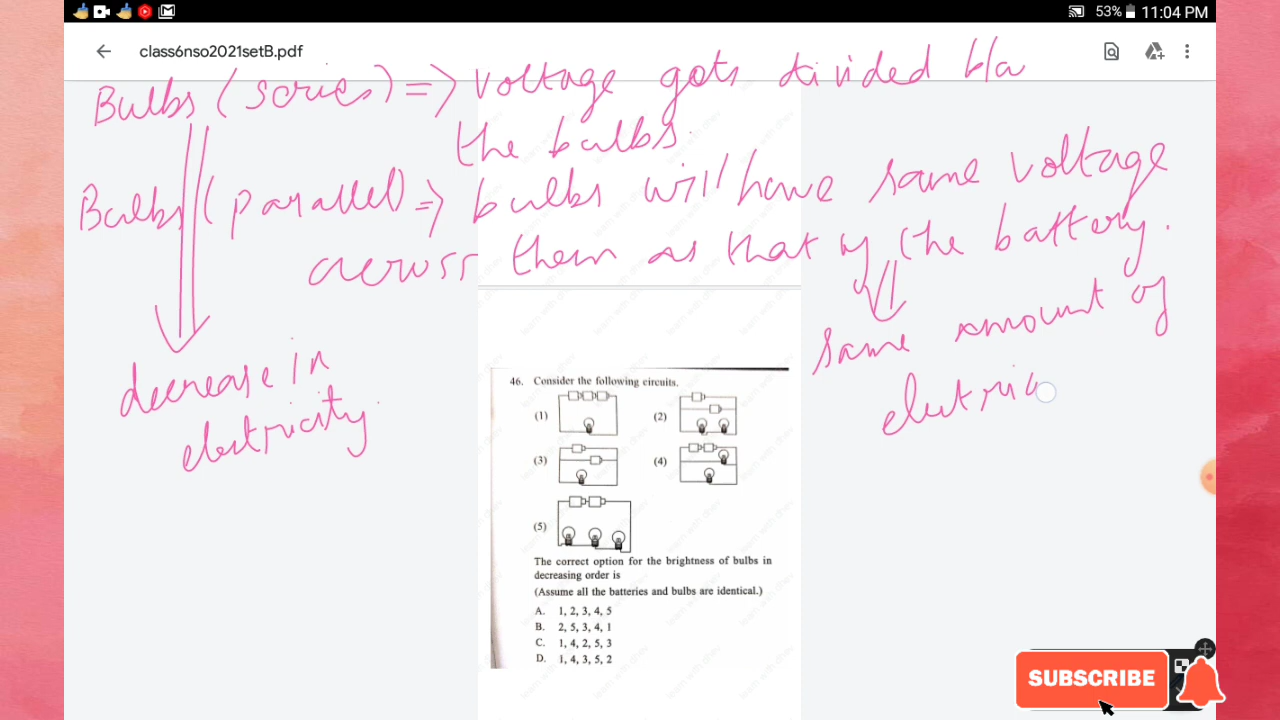 53% 11:04 PM
class6nso2021setB.pdf
Bulbs (series) => voltage gets divided b/w
the bulbs.
Bulbs (parallel) => bulbs will have same voltage
across them as that of the battery.
decrease in
electricity
same amount of
electric
46. Consider the following circuits.
(1) (2)
(3) (4)
(5)
The correct option for the brightness of bulbs in
decreasing order is
(Assume all the batteries and bulbs are identical.)
A. 1, 2, 3, 4, 5
B. 2, 5, 3, 4, 1
C. 1, 4, 2, 5, 3
D. 1, 4, 3, 5, 2
SUBSCRIBE
learn with dhev